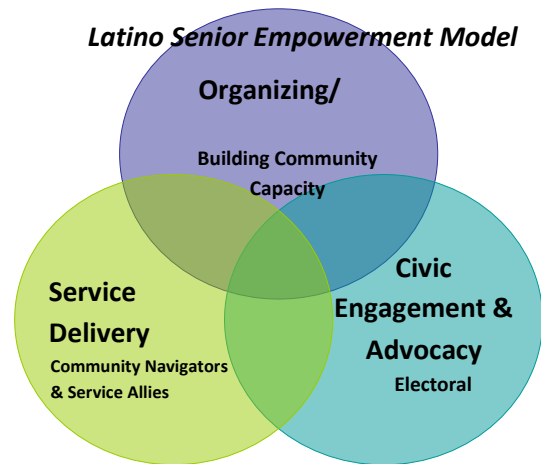 Latino Senior Empowerment Model
Organizing/
Building Community
Capacity
Service
Delivery
Community Navigators
& Service Allies
Civic
Engagement &
Advocacy
Electoral